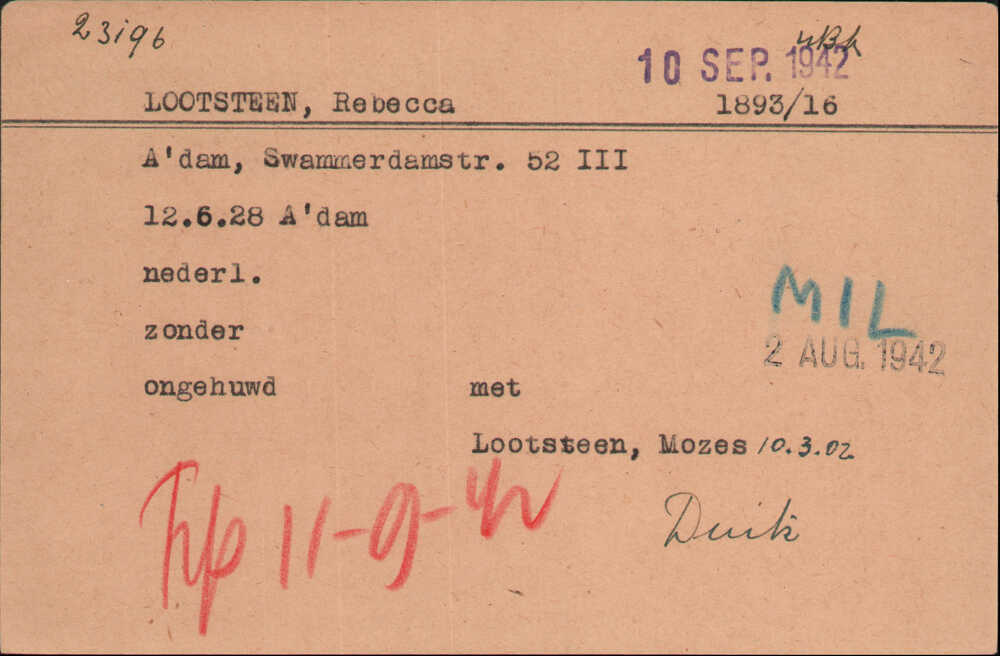 23196
10 SEP. 1942
LOOTSTEEN, Rebecca 1893/16
A'dam, Swammerdamstr. 52 III
12.6.28 A'dam
nederl.
MIL
zonder
2 AUG. 1942
ongehuwd met
Lootsteen, Mozes 10.3.02
Trp 11-9-42
Duik